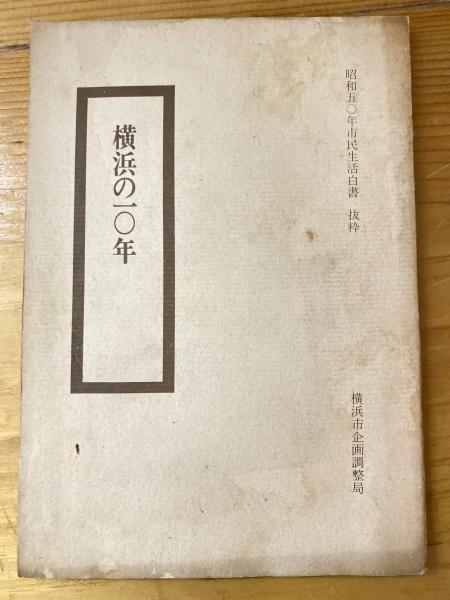 昭和五〇年市民生活白書　抜粋
横浜市企画調整局
横浜の一〇年